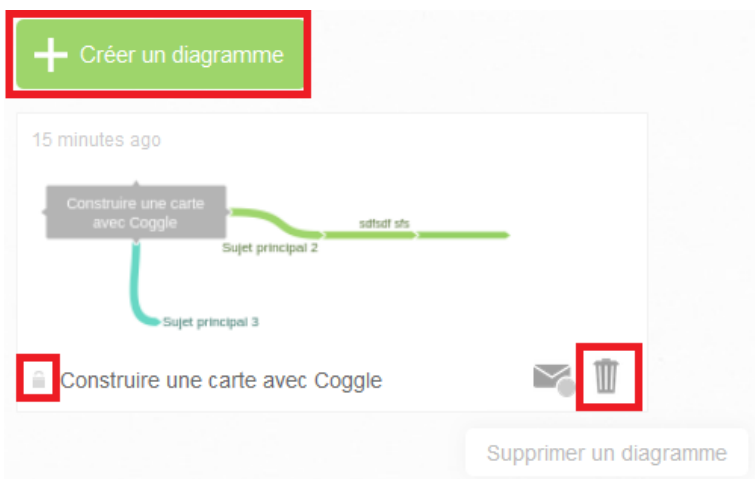 Créer un diagramme
15 minutes ago
Construire une carte
avec Coggle
sdfsdf sfs
Sujet principal 2
Sujet principal 3
Construire une carte avec Coggle
Supprimer un diagramme